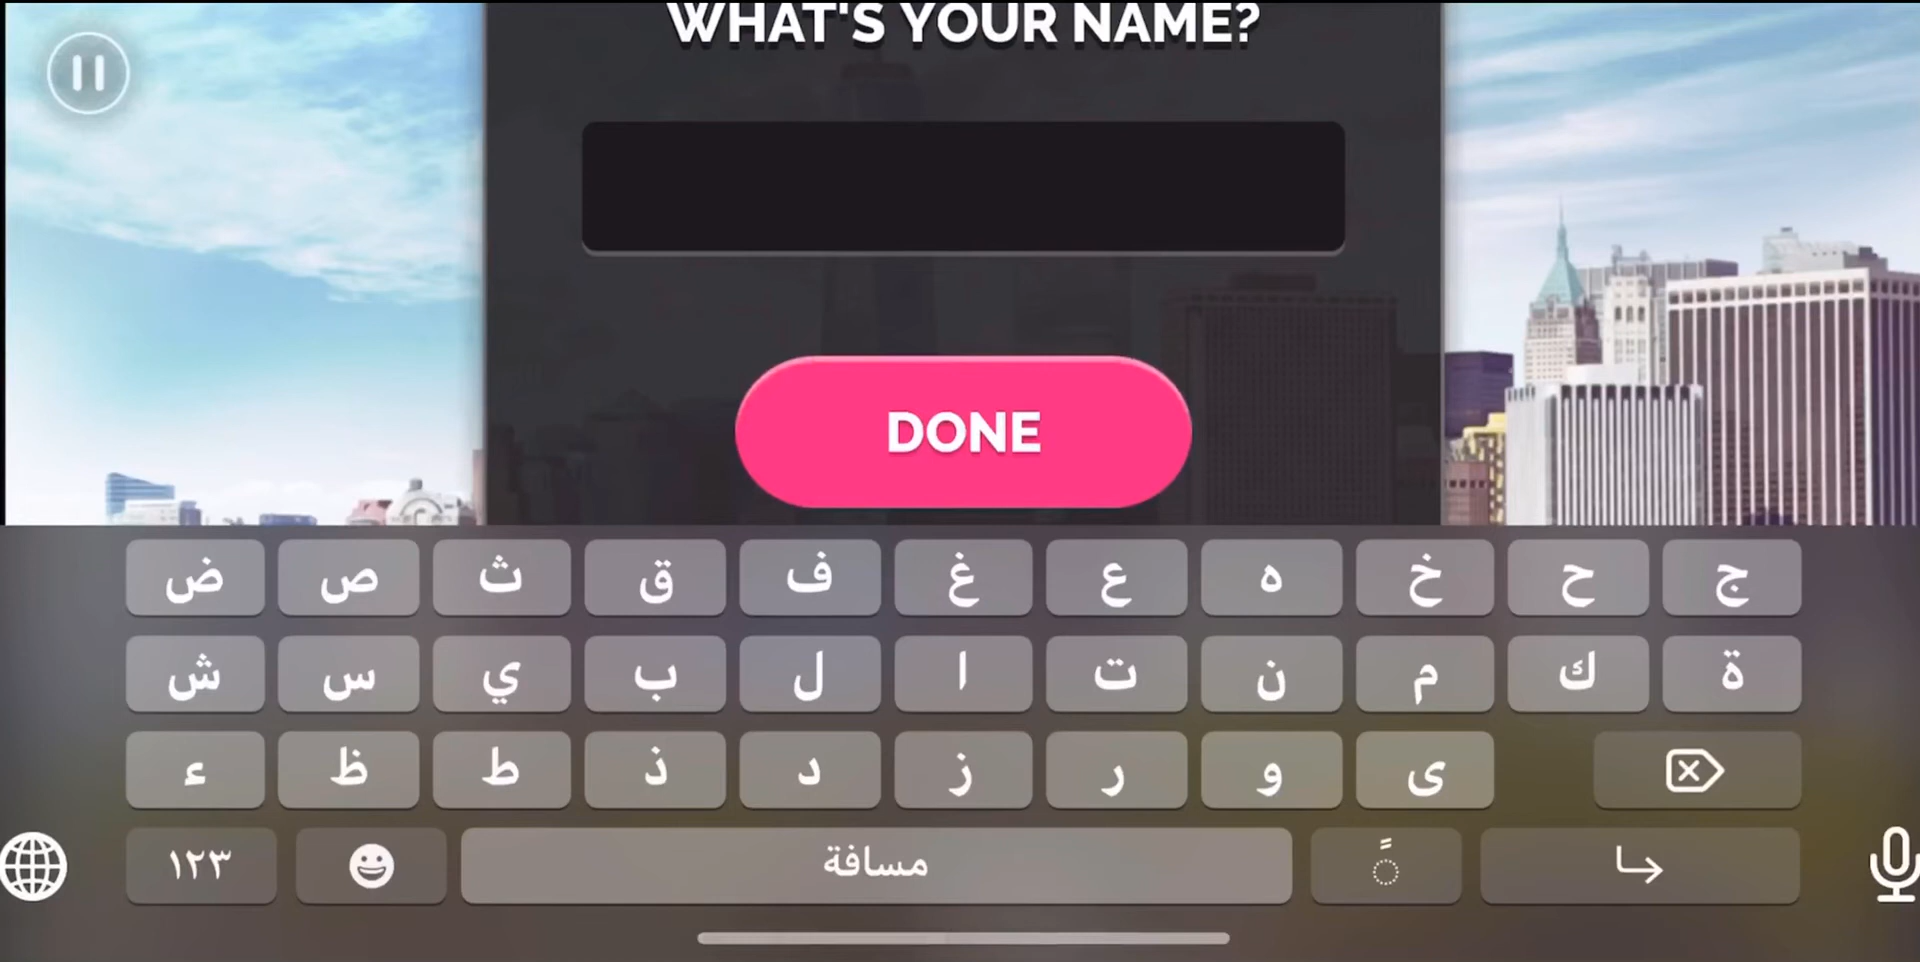 WHAT'S YOUR NAME?
DONE
ض ص ث ق ف غ ع ه خ ح ج
ش س ي ب ل ا ت ن م ك ة
ء ظ ط ذ د ز ر و ى
١٢٣ مسافة